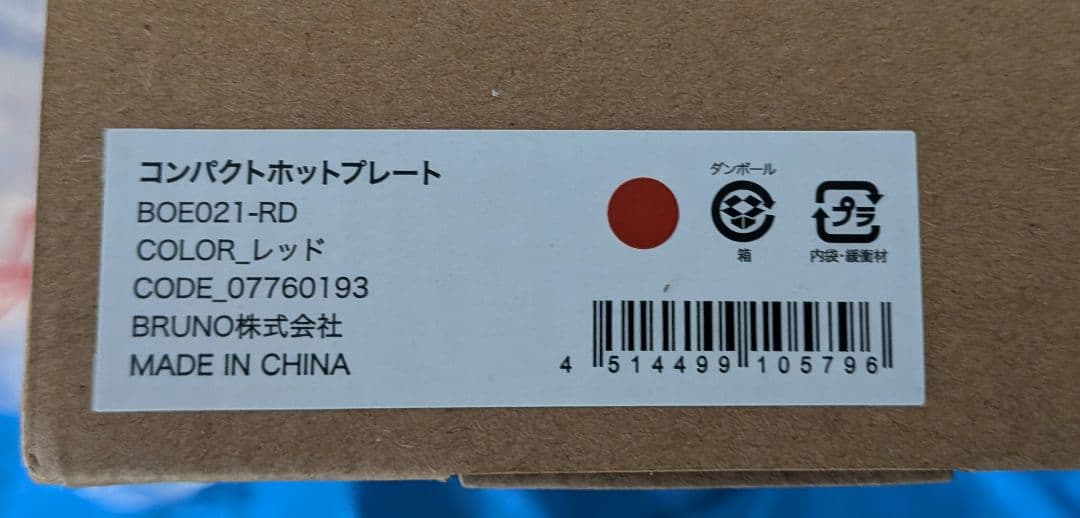 コンパクトホットプレート
BOE021-RD
COLOR_レッド
CODE_07760193
BRUNO株式会社
MADE IN CHINA
ダンボール
箱
プラ
内袋・緩衝材
4 514499 105796